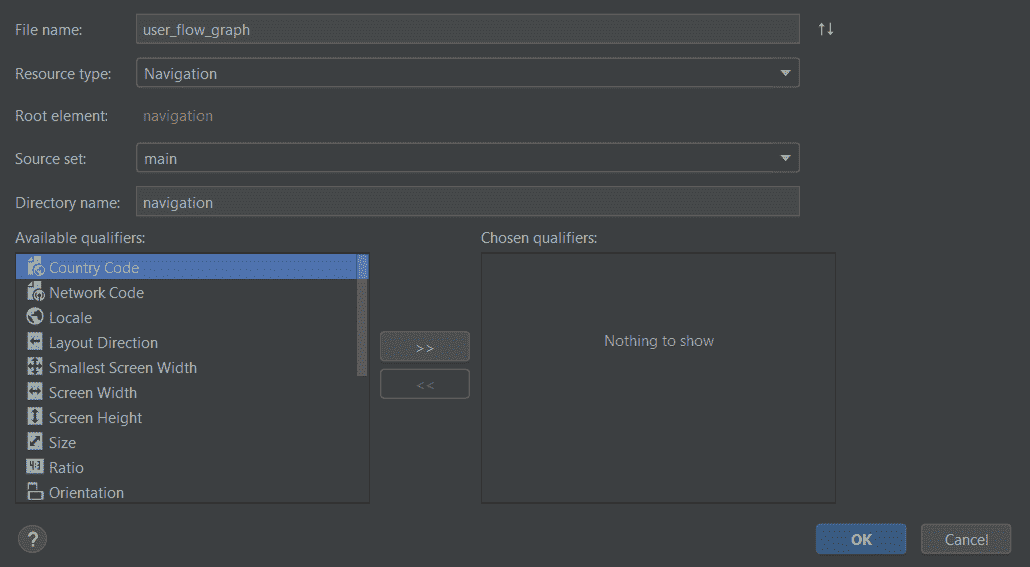 File name: user_flow_graph
Resource type: Navigation
Root element: navigation
Source set: main
Directory name: navigation
Available qualifiers: Chosen qualifiers:
Country Code
Network Code
Locale
Layout Direction
Smallest Screen Width
Screen Width
Screen Height
Size
Ratio
Orientation
>>
<<
Nothing to show
? OK Cancel